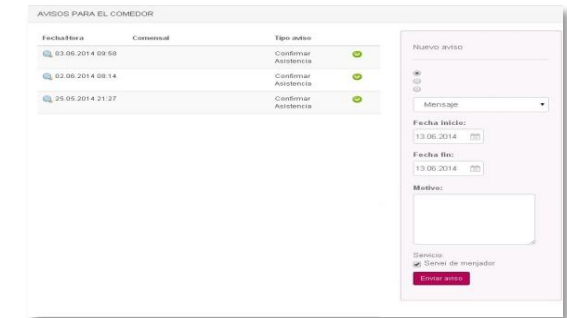 AVISOS PARA EL COMEDOR
Fecha/Hora Comensal Tipo aviso
03.06.2014 09:58 Confirmar
Asistencia
02.06.2014 08:14 Confirmar
Asistencia
25.05.2014 21:27 Confirmar
Asistencia
Nuevo aviso
Mensaje
Fecha inicio:
13.06.2014
Fecha fin:
13.06.2014
Motivo:
Servicio:
Servei de menjador
Enviar aviso